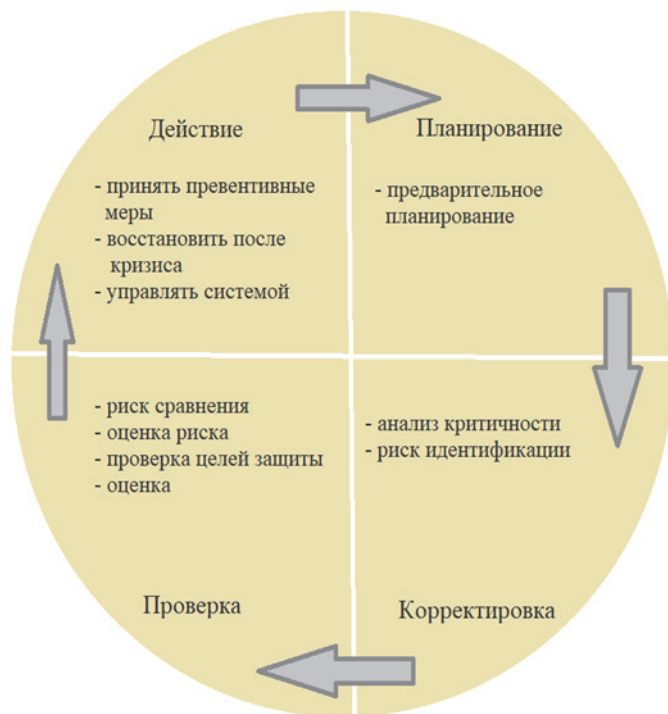 Действие
- принять превентивные
меры
- восстановить после
кризиса
- управлять системой
Планирование
- предварительное
планирование
- риск сравнения
- оценка риска
- проверка целей защиты
- оценка
Проверка
- анализ критичности
- риск идентификации
Корректировка